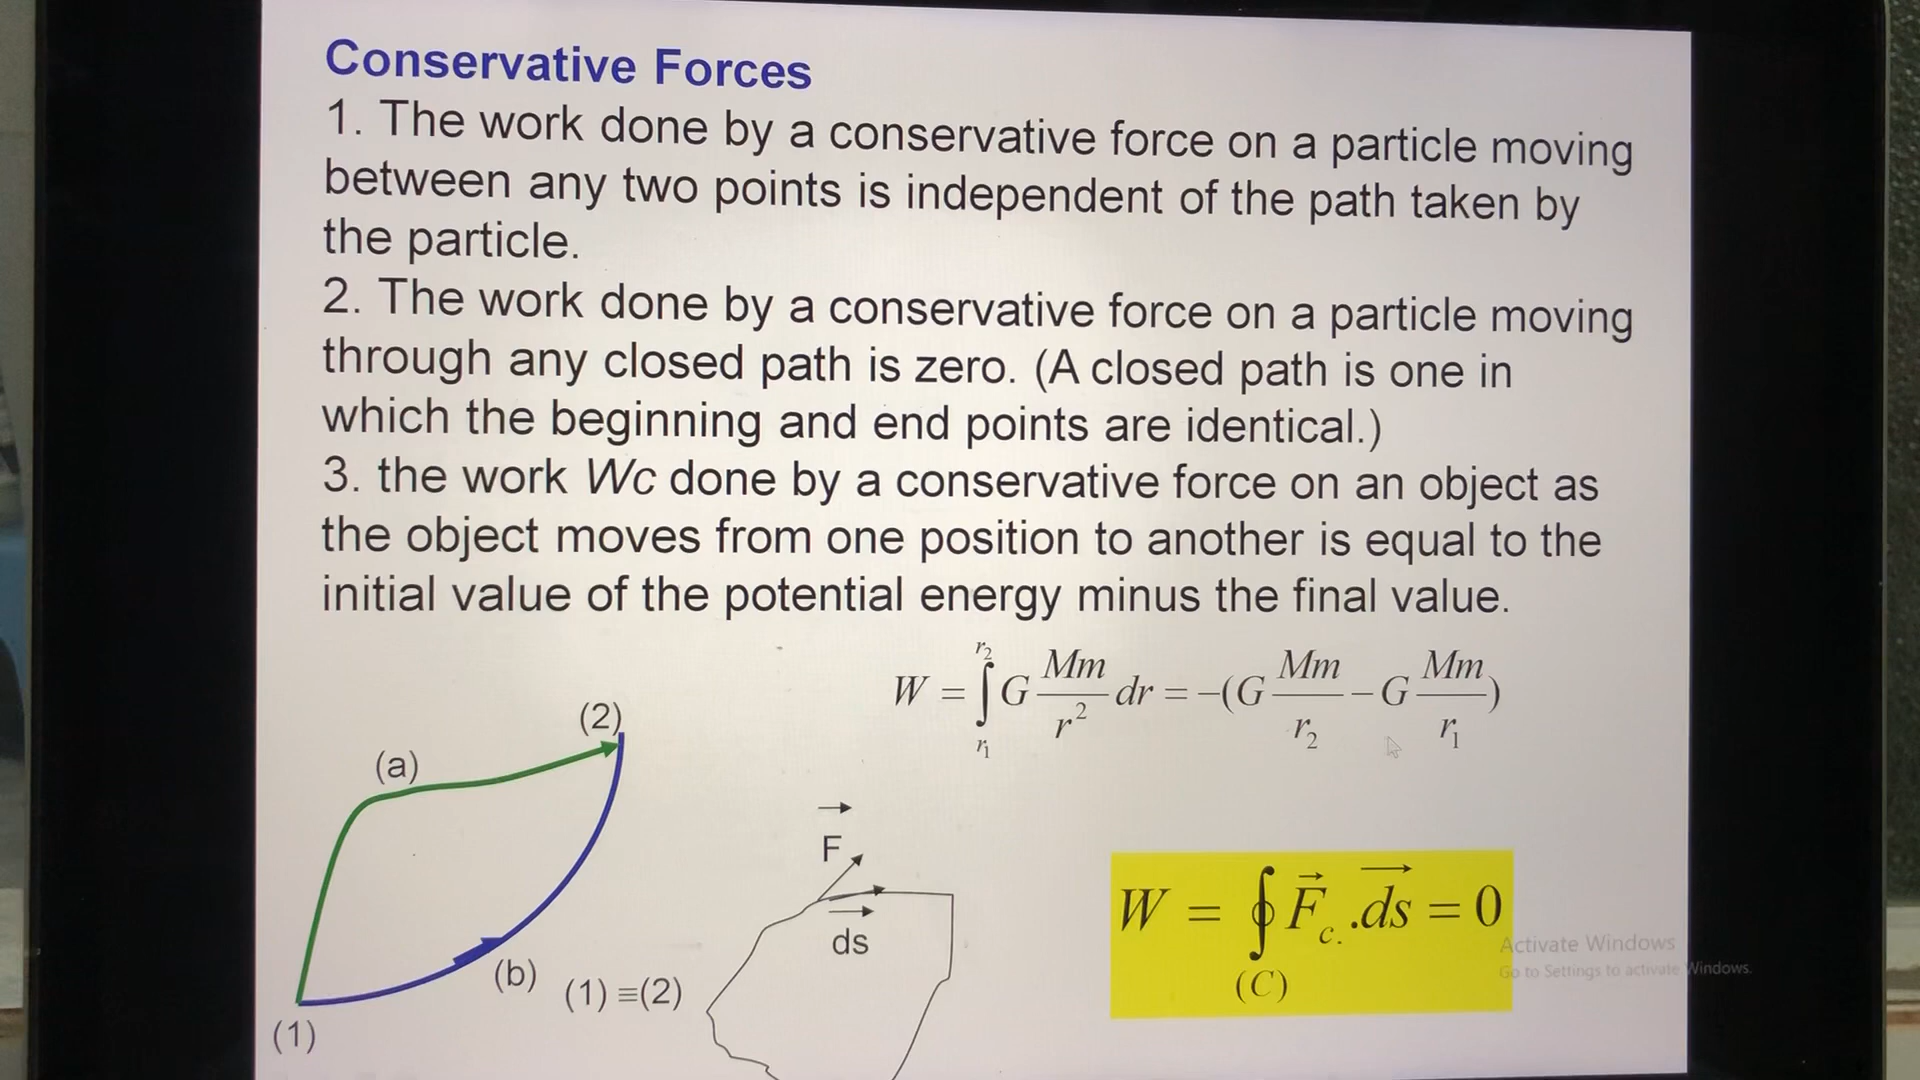 Conservative Forces
1. The work done by a conservative force on a particle moving
between any two points is independent of the path taken by
the particle.
2. The work done by a conservative force on a particle moving
through any closed path is zero. (A closed path is one in
which the beginning and end points are identical.)
3. the work Wc done by a conservative force on an object as
the object moves from one position to another is equal to the
initial value of the potential energy minus the final value.
W = ∫_{r₁}^{r₂} G Mm/r² dr = −(G Mm/r₂ − G Mm/r₁)
(2)
(a)
F
ds
(b)
(1) ≡(2)
(1)
W = ∮_{(C)} F⃗_{c.} . d⃗s = 0
Activate Windows
Go to Settings to activate Windows.